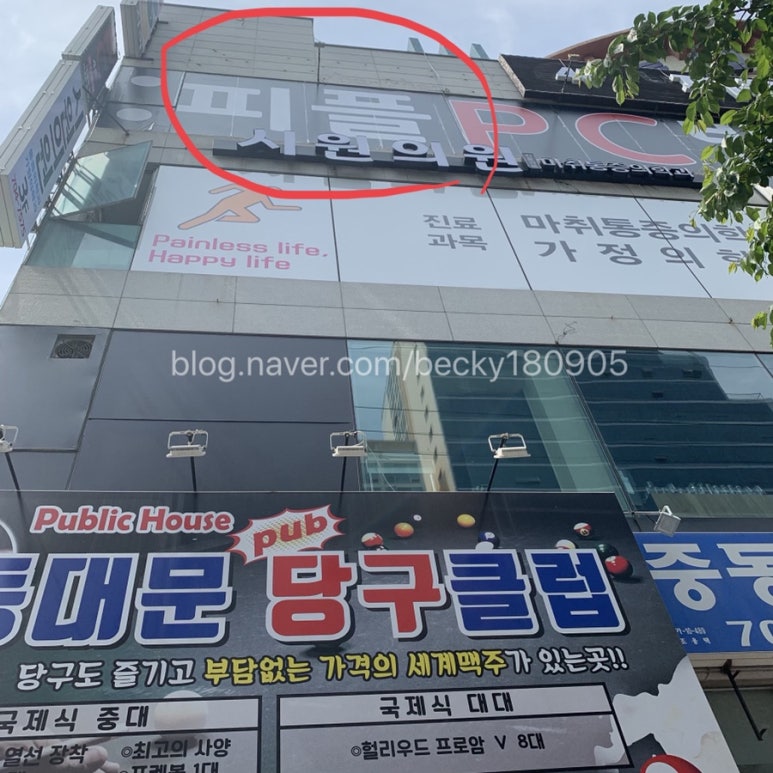 피플PC
시원의원
마취통증의학과
진료
과목
마취통증의학
가정의학
Painless life,
Happy life
blog.naver.com/becky180905
Public House
pub
동대문 당구클럽
당구도 즐기고 부담없는 가격의 세계맥주가 있는곳!!
국제식 중대
열선 장착
◎최고의 사양
국제식 대대
◎헐리우드 프로암 V 8대
중동
70